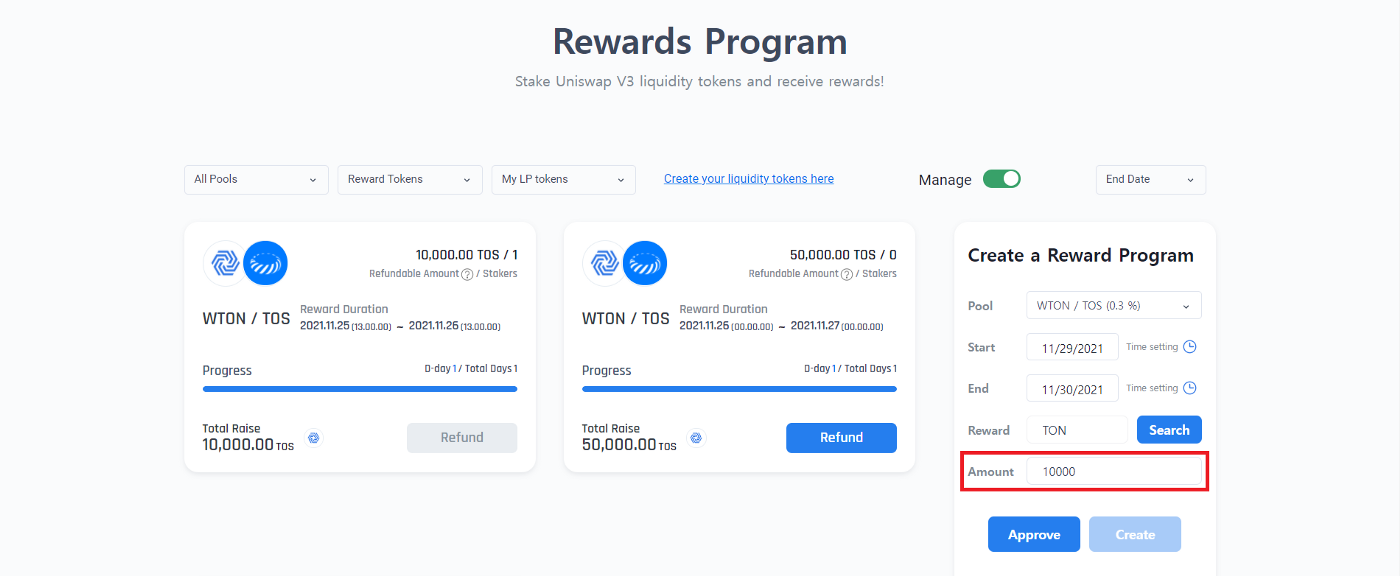 Rewards Program
Stake Uniswap V3 liquidity tokens and receive rewards!
All Pools
Reward Tokens
My LP tokens
Create your liquidity tokens here
Manage
End Date
10,000.00 TOS / 1
Refundable Amount ? / Stakers
WTON / TOS
Reward Duration
2021.11.25 (13.00.00) ~ 2021.11.26 (13.00.00)
Progress
D-day 1 / Total Days 1
Total Raise
10,000.00 TOS
Refund
50,000.00 TOS / 0
Refundable Amount ? / Stakers
WTON / TOS
Reward Duration
2021.11.26 (00.00.00) ~ 2021.11.27 (00.00.00)
Progress
D-day 1 / Total Days 1
Total Raise
50,000.00 TOS
Refund
Create a Reward Program
Pool WTON / TOS (0.3 %)
Start 11/29/2021 Time setting
End 11/30/2021 Time setting
Reward TON Search
Amount 10000
Approve Create